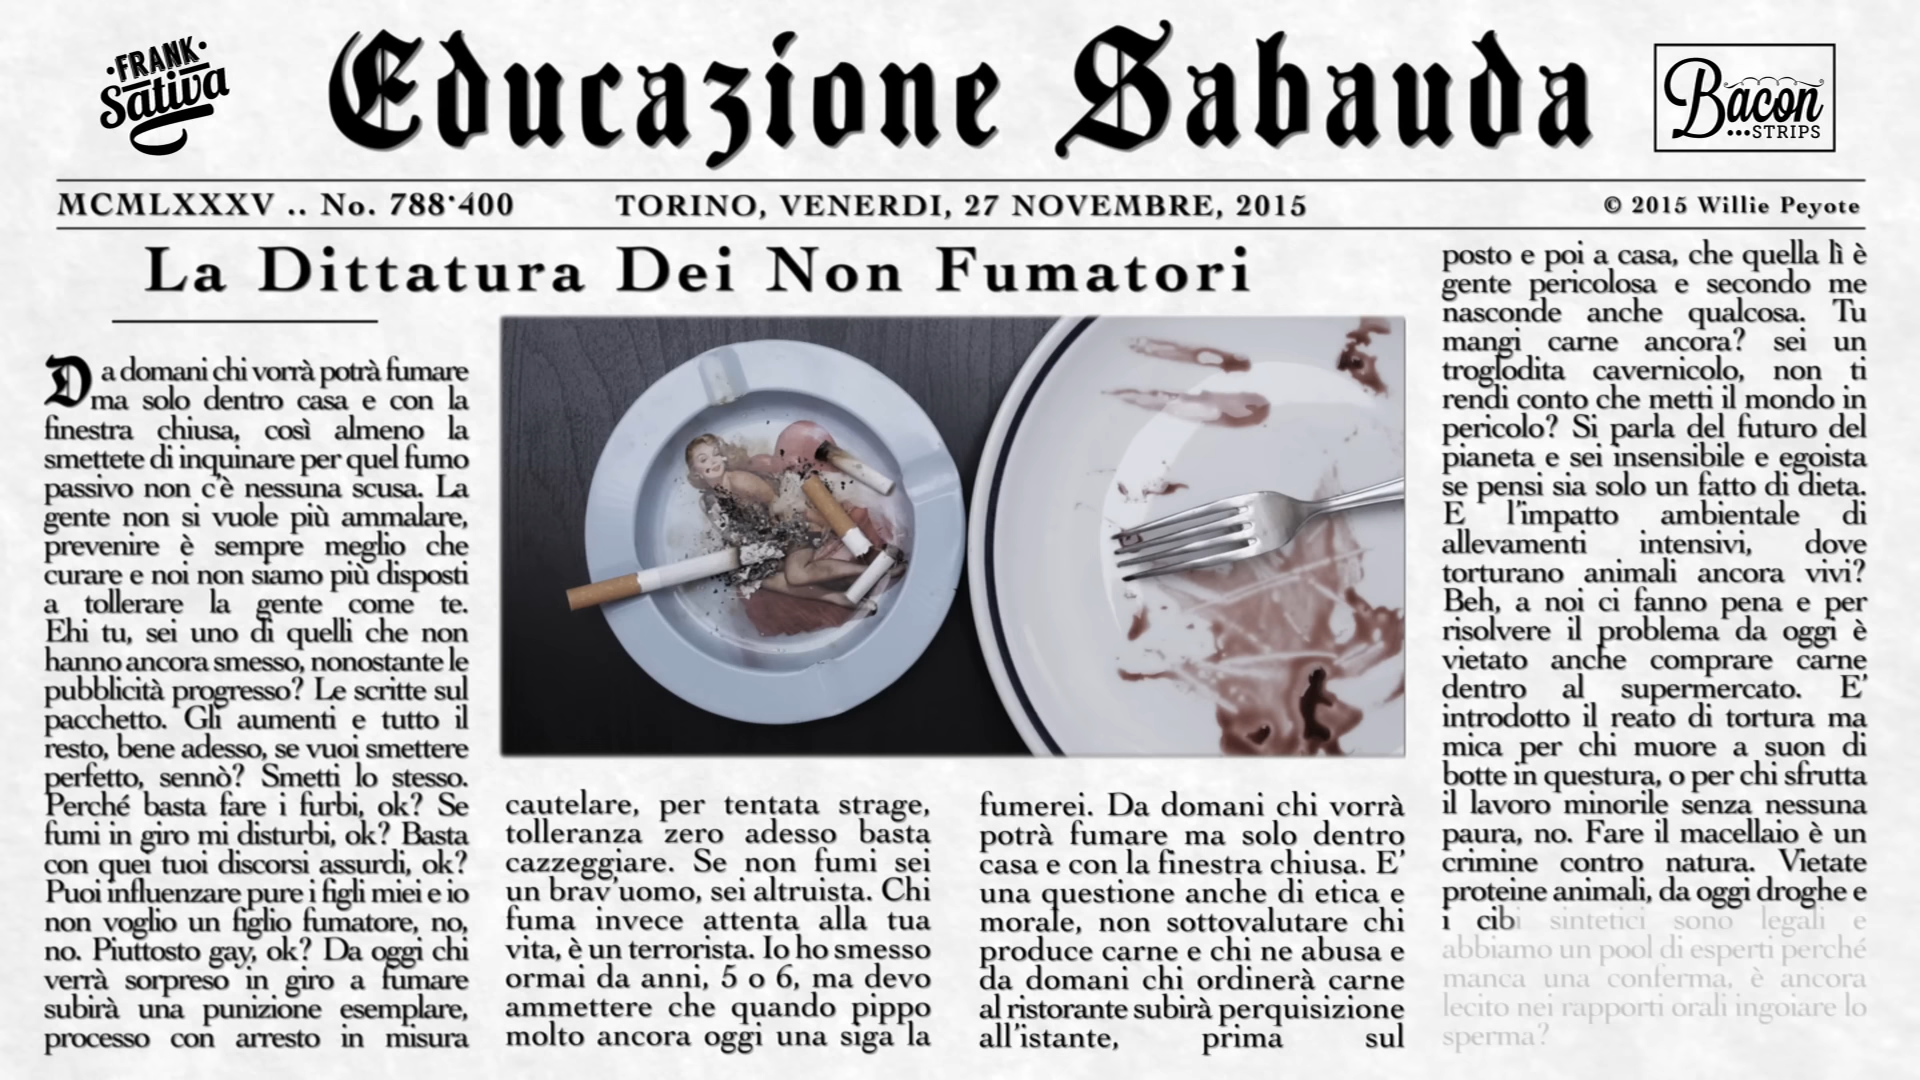 FRANK
Sativa
Educazione Sabauda
Bacon
STRIPS
MCMLXXXV .. No. 788·400
TORINO, VENERDI, 27 NOVEMBRE, 2015
© 2015 Willie Peyote
La Dittatura Dei Non Fumatori
Da domani chi vorrà potrà fumare
ma solo dentro casa e con la
finestra chiusa, così almeno la
smettete di inquinare per quel fumo
passivo non c'è nessuna scusa. La
gente non si vuole più ammalare,
prevenire è sempre meglio che
curare e noi non siamo più disposti
a tollerare la gente come te.
Ehi tu, sei uno di quelli che non
hanno ancora smesso, nonostante le
pubblicità progresso? Le scritte sul
pacchetto. Gli aumenti e tutto il
resto, bene adesso, se vuoi smettere
perfetto, sennò? Smetti lo stesso.
Perché basta fare i furbi, ok? Se
fumi in giro mi disturbi, ok? Basta
con quei tuoi discorsi assurdi, ok?
Puoi influenzare pure i figli miei e io
non voglio un figlio fumatore, no,
no. Piuttosto gay, ok? Da oggi chi
verrà sorpreso in giro a fumare
subirà una punizione esemplare,
processo con arresto in misura
cautelare, per tentata strage,
tolleranza zero adesso basta
cazzeggiare. Se non fumi sei
un brav'uomo, sei altruista. Chi
fuma invece attenta alla tua
vita, è un terrorista. Io ho smesso
ormai da anni, 5 o 6, ma devo
ammettere che quando pippo
molto ancora oggi una siga la
fumerei. Da domani chi vorrà
potrà fumare ma solo dentro
casa e con la finestra chiusa. E'
una questione anche di etica e
morale, non sottovalutare chi
produce carne e chi ne abusa e
da domani chi ordinerà carne
al ristorante subirà perquisizione
all'istante, prima sul
posto e poi a casa, che quella lì è
gente pericolosa e secondo me
nasconde anche qualcosa. Tu
mangi carne ancora? sei un
troglodita cavernicolo, non ti
rendi conto che metti il mondo in
pericolo? Si parla del futuro del
pianeta e sei insensibile e egoista
se pensi sia solo un fatto di dieta.
E l'impatto ambientale di
allevamenti intensivi, dove
torturano animali ancora vivi?
Beh, a noi ci fanno pena e per
risolvere il problema da oggi è
vietato anche comprare carne
dentro al supermercato. E'
introdotto il reato di tortura ma
mica per chi muore a suon di
botte in questura, o per chi sfrutta
il lavoro minorile senza nessuna
paura, no. Fare il macellaio è un
crimine contro natura. Vietate
proteine animali, da oggi droghe e
i cibi sintetici sono legali e
abbiamo un pool di esperti perché
manca una conferma, è ancora
lecito nei rapporti orali ingoiare lo
sperma?